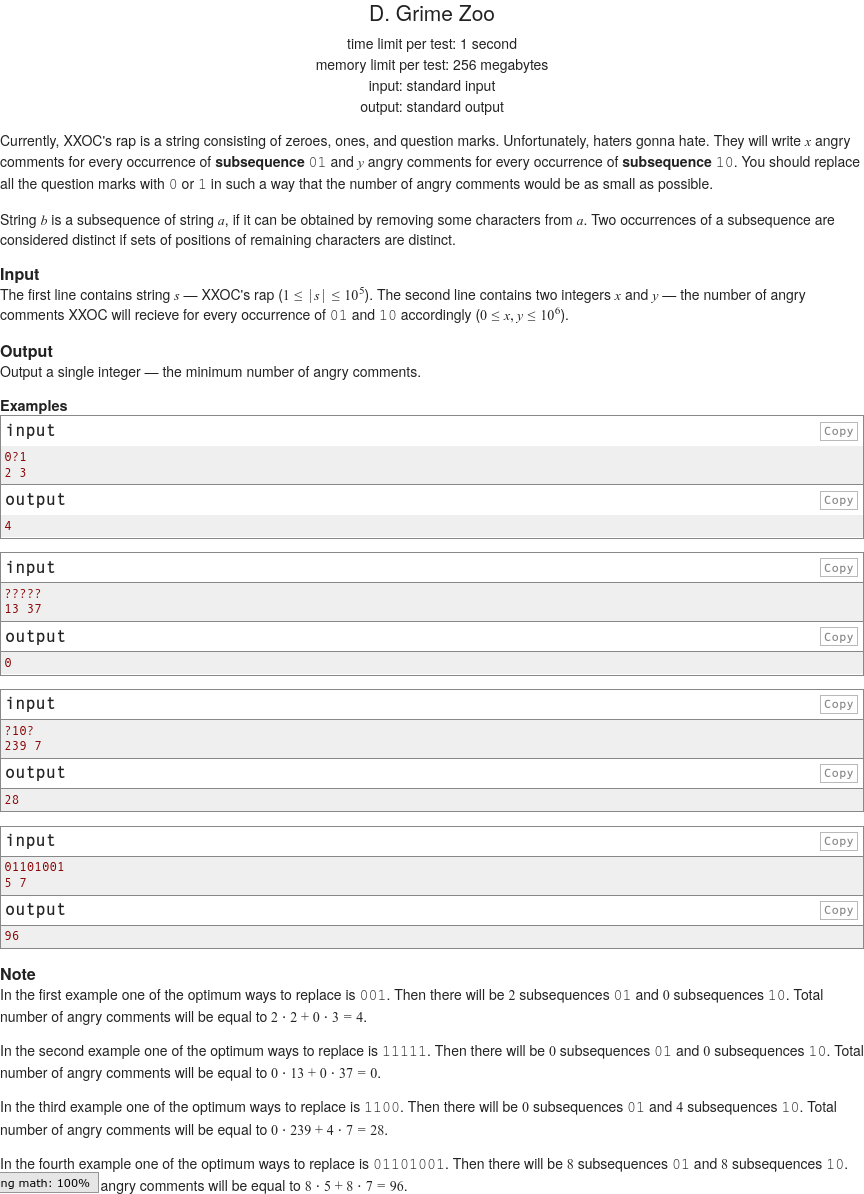 D. Grime Zoo
time limit per test: 1 second
memory limit per test: 256 megabytes
input: standard input
output: standard output
Currently, XXOC's rap is a string consisting of zeroes, ones, and question marks. Unfortunately, haters gonna hate. They will write x angry
comments for every occurrence of subsequence 01 and y angry comments for every occurrence of subsequence 10. You should replace
all the question marks with 0 or 1 in such a way that the number of angry comments would be as small as possible.
String b is a subsequence of string a, if it can be obtained by removing some characters from a. Two occurrences of a subsequence are
considered distinct if sets of positions of remaining characters are distinct.
Input
The first line contains string s — XXOC's rap (1 ≤ |s| ≤ 10⁵). The second line contains two integers x and y — the number of angry
comments XXOC will recieve for every occurrence of 01 and 10 accordingly (0 ≤ x, y ≤ 10⁶).
Output
Output a single integer — the minimum number of angry comments.
Examples
input Copy
0?1
2 3
output Copy
4
input Copy
?????
13 37
output Copy
0
input Copy
?10?
239 7
output Copy
28
input Copy
01101001
5 7
output Copy
96
Note
In the first example one of the optimum ways to replace is 001. Then there will be 2 subsequences 01 and 0 subsequences 10. Total
number of angry comments will be equal to 2 · 2 + 0 · 3 = 4.
In the second example one of the optimum ways to replace is 11111. Then there will be 0 subsequences 01 and 0 subsequences 10. Total
number of angry comments will be equal to 0 · 13 + 0 · 37 = 0.
In the third example one of the optimum ways to replace is 1100. Then there will be 0 subsequences 01 and 4 subsequences 10. Total
number of angry comments will be equal to 0 · 239 + 4 · 7 = 28.
In the fourth example one of the optimum ways to replace is 01101001. Then there will be 8 subsequences 01 and 8 subsequences 10.
ng math: 100% angry comments will be equal to 8 · 5 + 8 · 7 = 96.